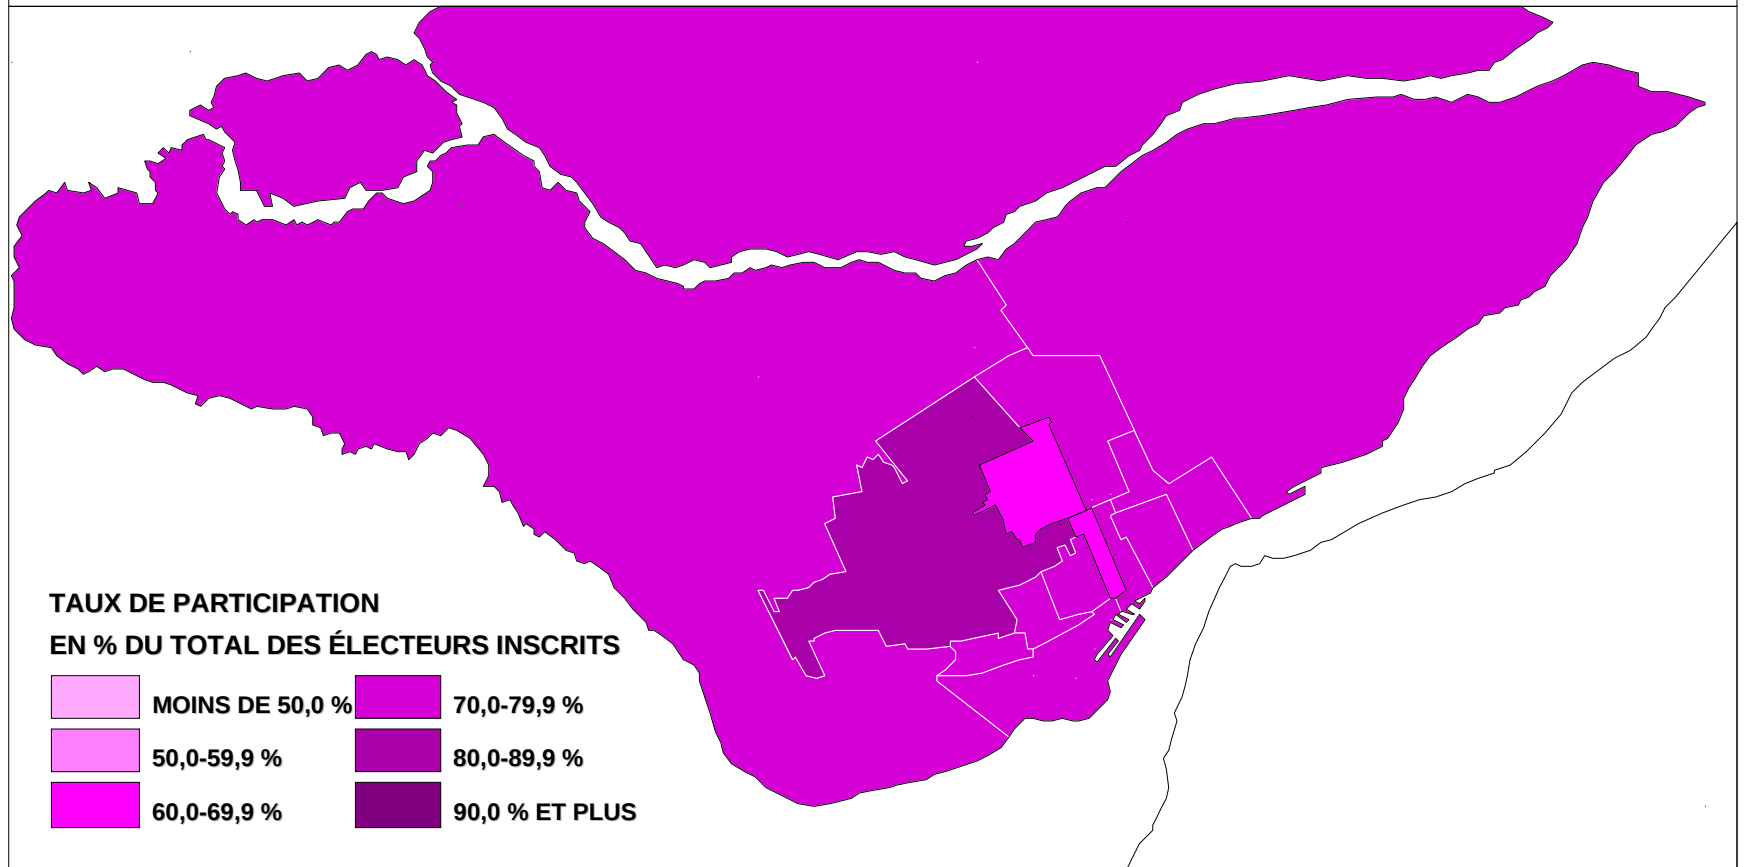 TAUX DE PARTICIPATION
EN % DU TOTAL DES ÉLECTEURS INSCRITS
MOINS DE 50,0 %
50,0-59,9 %
60,0-69,9 %
70,0-79,9 %
80,0-89,9 %
90,0 % ET PLUS